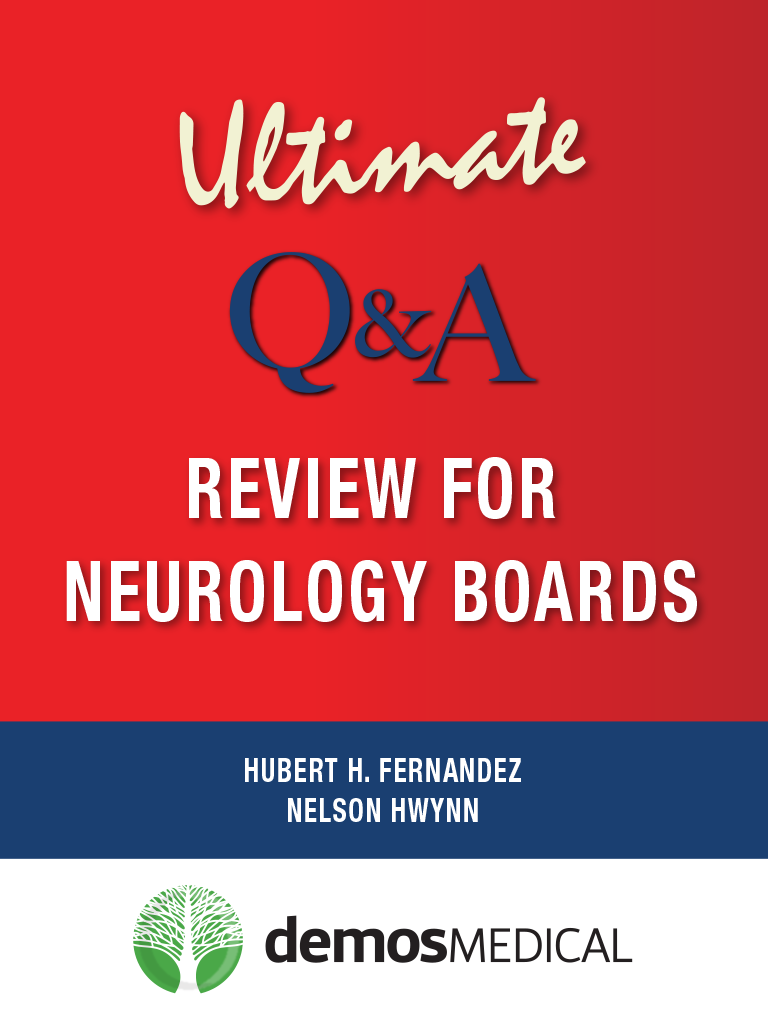 Ultimate
Q&A
REVIEW FOR
NEUROLOGY BOARDS
HUBERT H. FERNANDEZ
NELSON HWYNN
demosMEDICAL